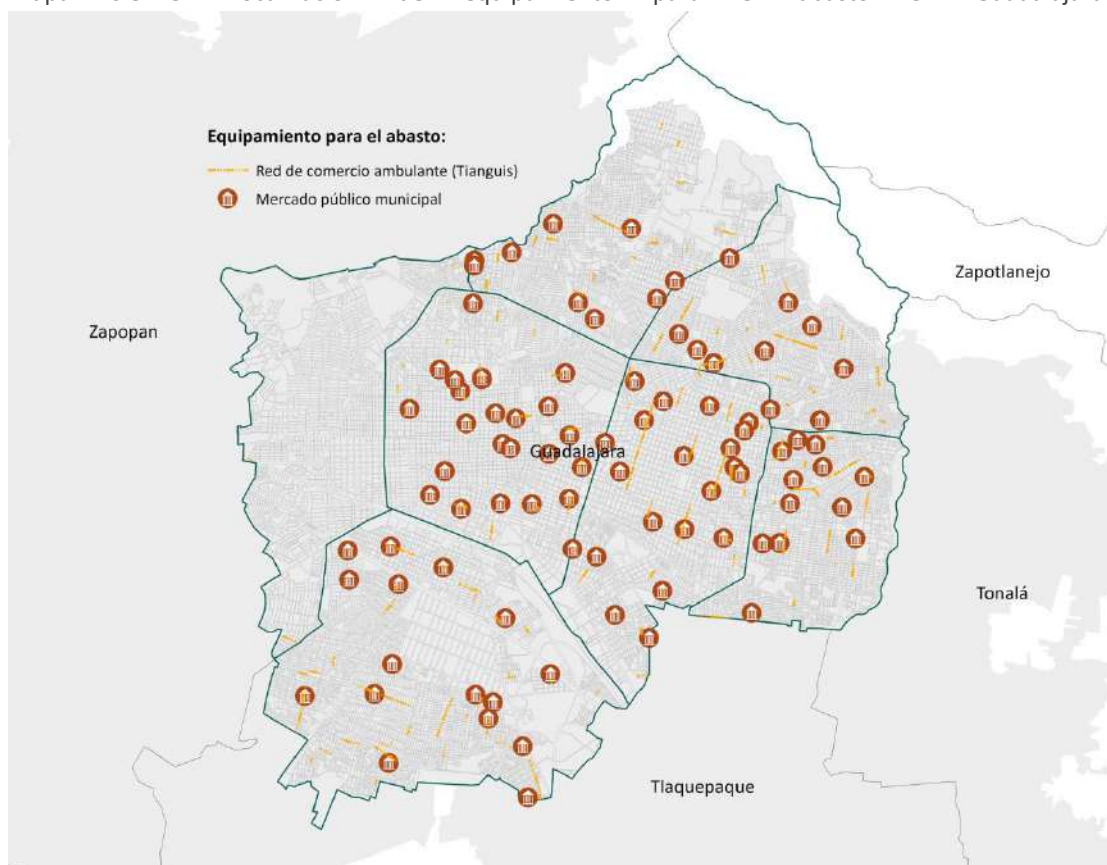 Equipamiento para el abasto:
Red de comercio ambulante (Tianguis)
Mercado público municipal
Zapotlanejo
Zapopan
Guadalajara
Tonalá
Tlaquepaque